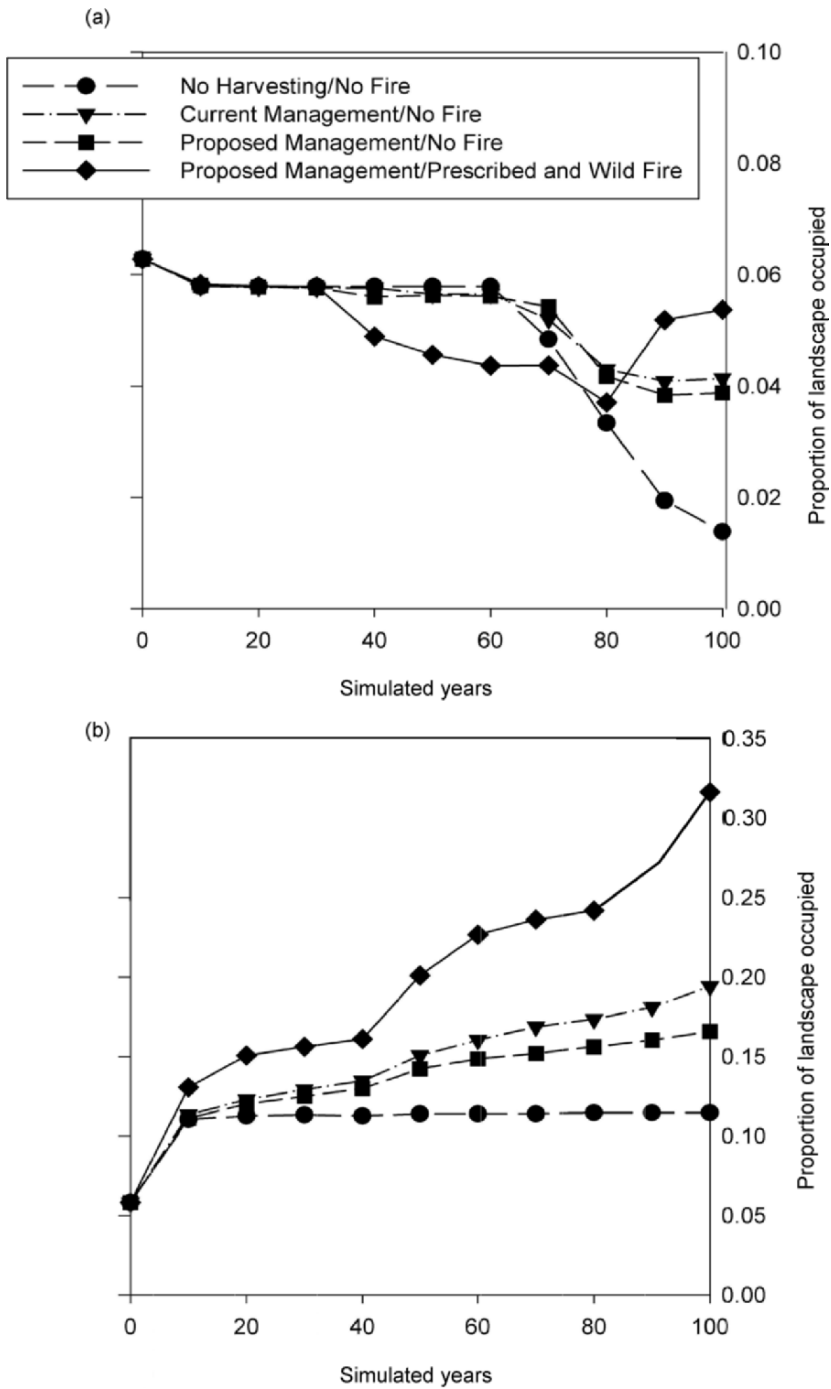 (a)
No Harvesting/No Fire
Current Management/No Fire
Proposed Management/No Fire
Proposed Management/Prescribed and Wild Fire
0.10
0.08
0.06
0.04
0.02
0.00
Proportion of landscape occupied
0 20 40 60 80 100
Simulated years
(b)
0.35
0.30
0.25
0.20
0.15
0.10
0.05
0.00
Proportion of landscape occupied
0 20 40 60 80 100
Simulated years